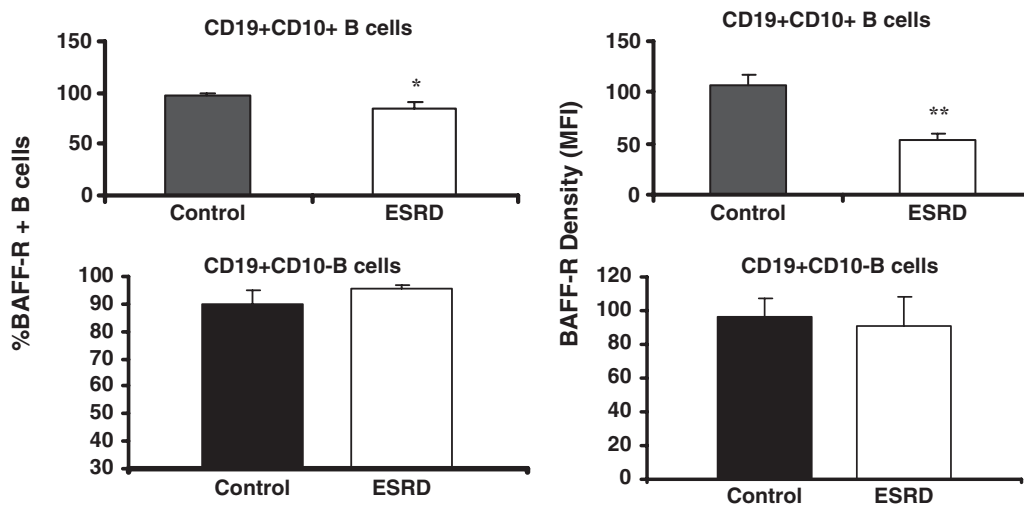 %BAFF-R + B cells
CD19+CD10+ B cells
150
100
50
0
*
Control ESRD
BAFF-R Density (MFI)
CD19+CD10+ B cells
150
100
50
0
**
Control ESRD
CD19+CD10-B cells
100
90
80
70
60
50
40
30
Control ESRD
CD19+CD10-B cells
120
100
80
60
40
20
0
Control ESRD